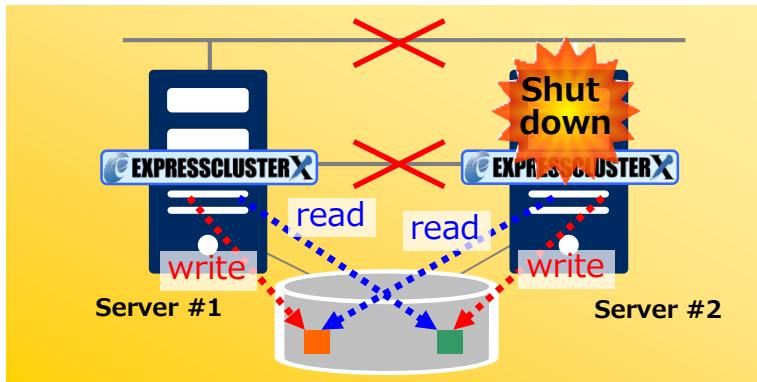 Shut
down
EXPRESSCLUSTER X
EXPRESSCLUSTER X
read
read
write
write
Server #1
Server #2